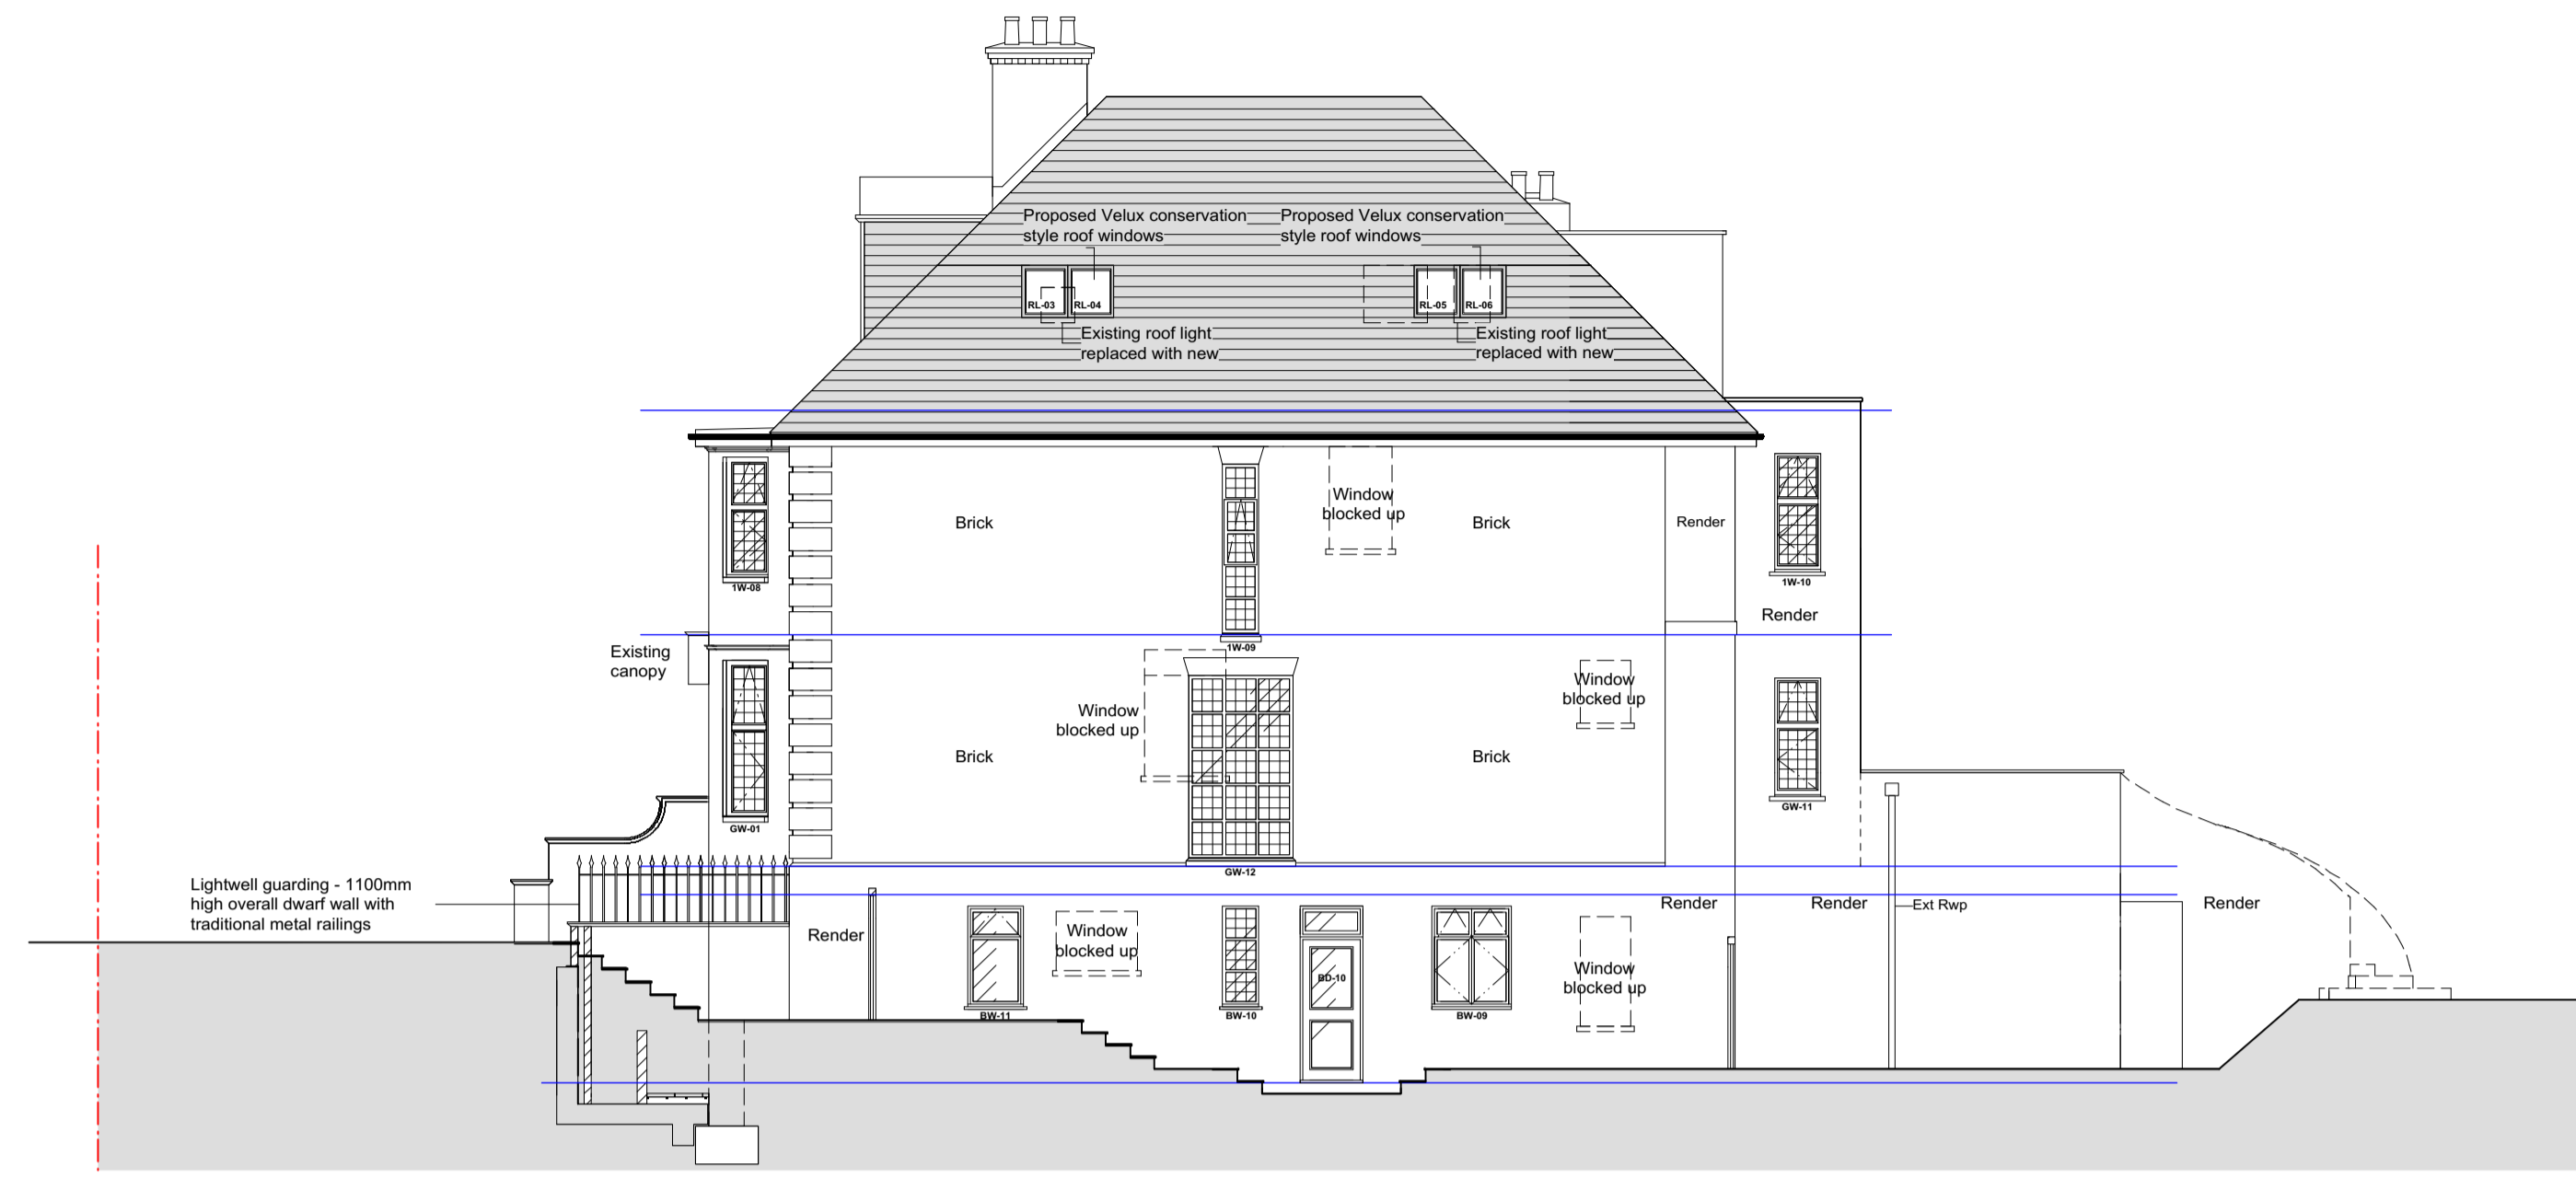 Proposed Velux conservation
style roof windows
Proposed Velux conservation
style roof windows
RL-03
RL-04
RL-05
RL-06
Existing roof light
replaced with new
Existing roof light
replaced with new
1W-08
Brick
1W-09
Window
blocked up
Brick
Render
1W-10
Render
Existing
canopy
GW-01
Brick
Window
blocked up
GW-12
Brick
Window
blocked up
GW-11
Lightwell guarding - 1100mm
high overall dwarf wall with
traditional metal railings
Render
BW-11
Window
blocked up
BW-10
BD-10
BW-09
Window
blocked up
Render
Render
Ext Rwp
Render